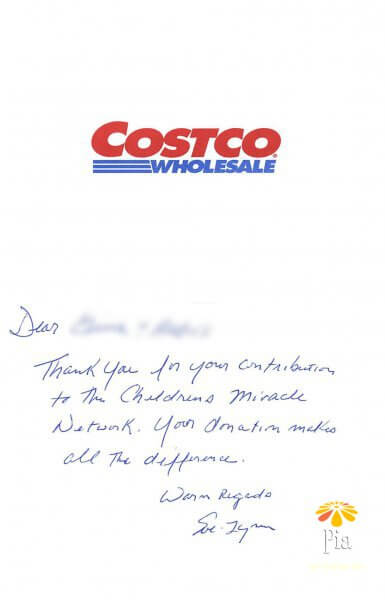 COSTCO
WHOLESALE
Dear
Thank You for your contribution
to The Childrens Miracle
Network. Your donation makes
all The difference.
Warm Regards
Pia